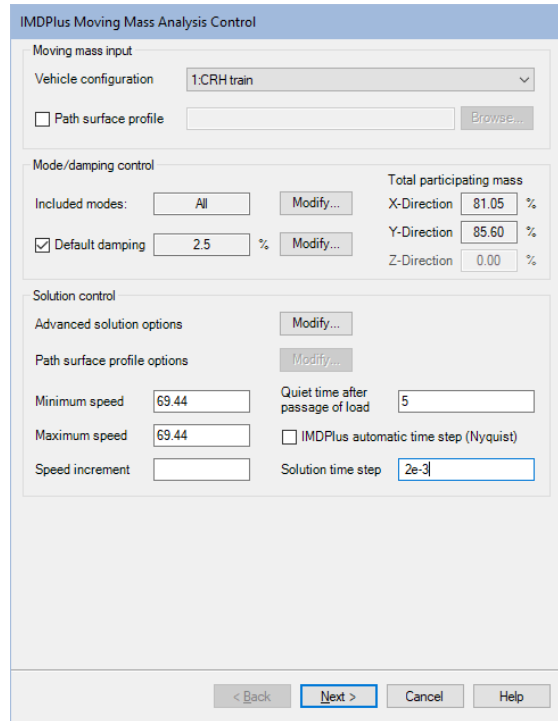 IMDPlus Moving Mass Analysis Control
Moving mass input
Vehicle configuration 1:CRH train
Path surface profile Browse...
Mode/damping control
Total participating mass
Included modes: All Modify... X-Direction 81.05 %
Y-Direction 85.60 %
Default damping 2.5 % Modify...
Z-Direction 0.00 %
Solution control
Advanced solution options Modify...
Path surface profile options Modify...
Minimum speed 69.44 Quiet time after passage of load 5
Maximum speed 69.44 IMDPlus automatic time step (Nyquist)
Speed increment Solution time step 2e-3
< Back Next > Cancel Help